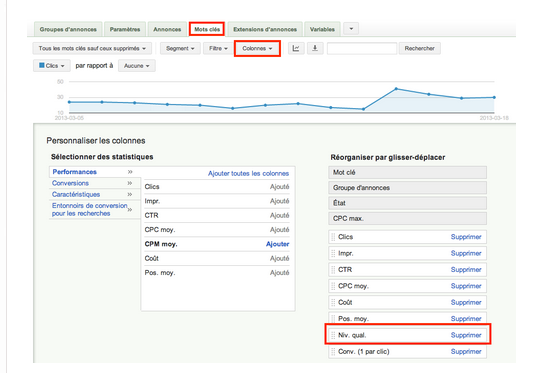 Groupes d'annonces Paramètres Annonces Mots clés Extensions d'annonces Variables
Tous les mots clés sauf ceux supprimés Segment Filtre Colonnes Rechercher
Clics par rapport à Aucune
50
30
10
2013-03-05 2013-03-18
Personnaliser les colonnes
Sélectionner des statistiques
Performances »
Conversions »
Caractéristiques »
Entonnoirs de conversion »
pour les recherches
Ajouter toutes les colonnes
Clics Ajouté
Impr. Ajouté
CTR Ajouté
CPC moy. Ajouté
CPM moy. Ajouter
Coût Ajouté
Pos. moy. Ajouté
Réorganiser par glisser-déplacer
Mot clé
Groupe d'annonces
État
CPC max.
Clics Supprimer
Impr. Supprimer
CTR Supprimer
CPC moy. Supprimer
Coût Supprimer
Pos. moy. Supprimer
Niv. qual. Supprimer
Conv. (1 par clic) Supprimer